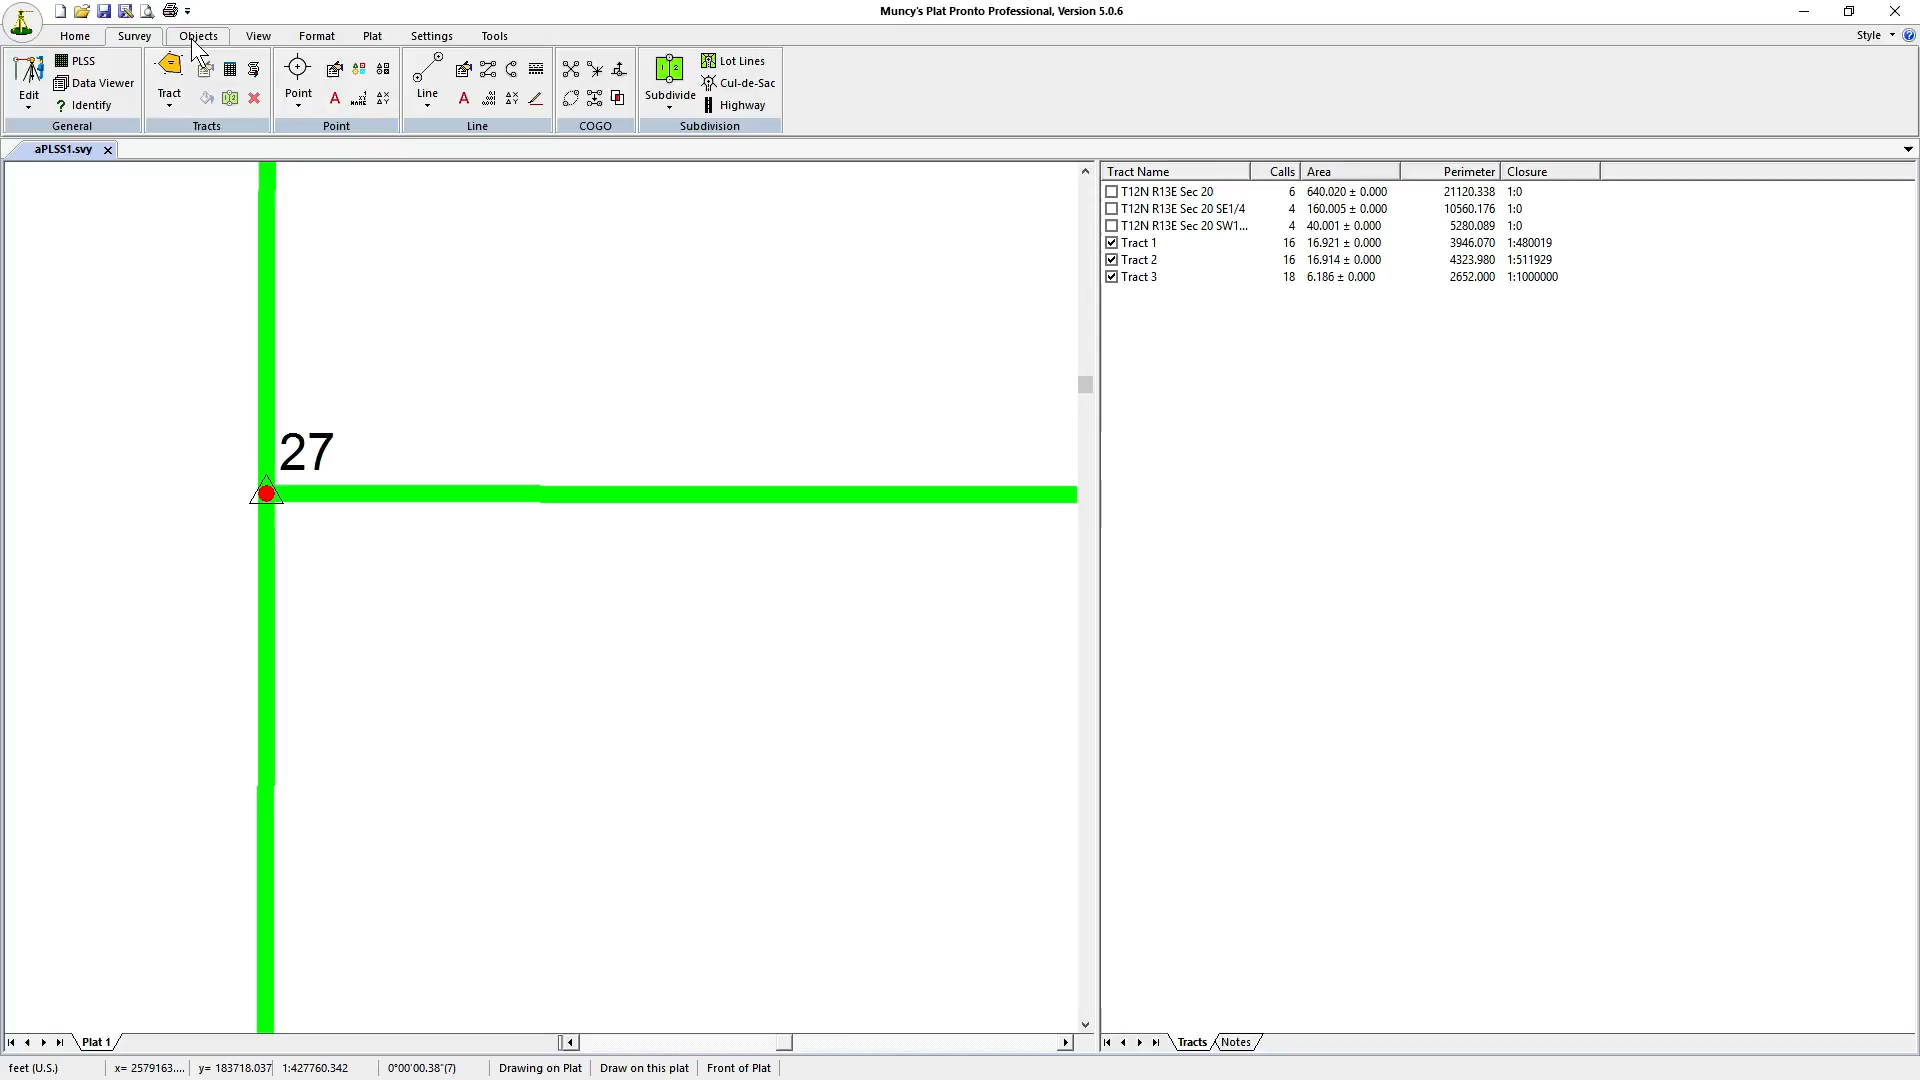 Muncy's Plat Pronto Professional, Version 5.0.6
Home Survey Objects View Format Plat Settings Tools Style
PLSS
Data Viewer
Identify
Edit
General
Tract
Tracts
Point
A
Point
Line
A
Line
COGO
Subdivide
Lot Lines
Cul-de-Sac
Highway
Subdivision
aPLSS1.svy
27
Tract Name Calls Area Perimeter Closure
T12N R13E Sec 20 6 640.020 ± 0.000 21120.338 1:0
T12N R13E Sec 20 SE1/4 4 160.005 ± 0.000 10560.176 1:0
T12N R13E Sec 20 SW1... 4 40.001 ± 0.000 5280.089 1:0
Tract 1 16 16.921 ± 0.000 3946.070 1:480019
Tract 2 16 16.914 ± 0.000 4323.980 1:511929
Tract 3 18 6.186 ± 0.000 2652.000 1:1000000
Plat 1
Tracts Notes
feet (U.S.) x= 2579163.... y= 183718.037 1:427760.342 0°00'00.38"(7) Drawing on Plat Draw on this plat Front of Plat